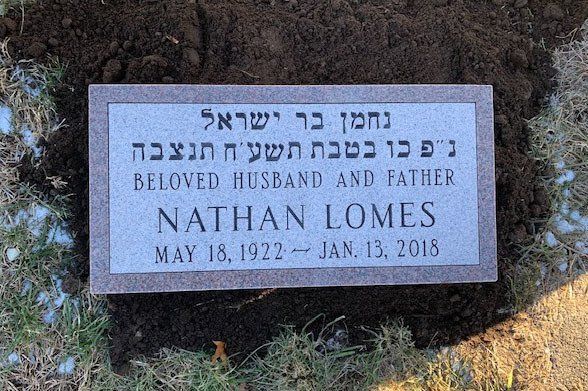 נחמן בר ישראל
נ״פ כו בטבת תשע״ח תנצבה
BELOVED HUSBAND AND FATHER
NATHAN LOMES
MAY 18, 1922 ~ JAN. 13, 2018